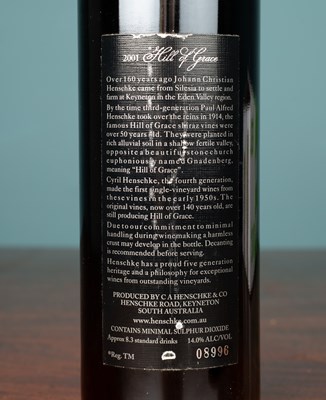 2001 Hill of Grace
Over 160 years ago Johann Christian
Henschke came from Silesia to settle and
farm at Keyneton in the Eden Valley region.
By the time third-generation Paul Alfred
Henschke took over the reins in 1914, the
famous Hill of Grace shiraz vines were
over 50 years old. They were planted in
rich alluvial soil in a shallow fertile valley,
opposite a beautiful stone church
euphoniously named Gnadenberg,
meaning "Hill of Grace".
Cyril Henschke, the fourth generation,
made the first single-vineyard wines from
these vines in the early 1950s. The
original vines, now over 140 years old, are
still producing Hill of Grace.
Due to our commitment to minimal
handling during winemaking a harmless
crust may develop in the bottle. Decanting
is recommended before serving.
Henschke has a proud five generation
heritage and a philosophy for exceptional
wines from outstanding vineyards.
PRODUCED BY C A HENSCHKE & CO
HENSCHKE ROAD, KEYNETON
SOUTH AUSTRALIA
www.henschke.com.au
CONTAINS MINIMAL SULPHUR DIOXIDE
Approx 8.3 standard drinks 14.0% ALC/VOL
*Reg. TM 08996